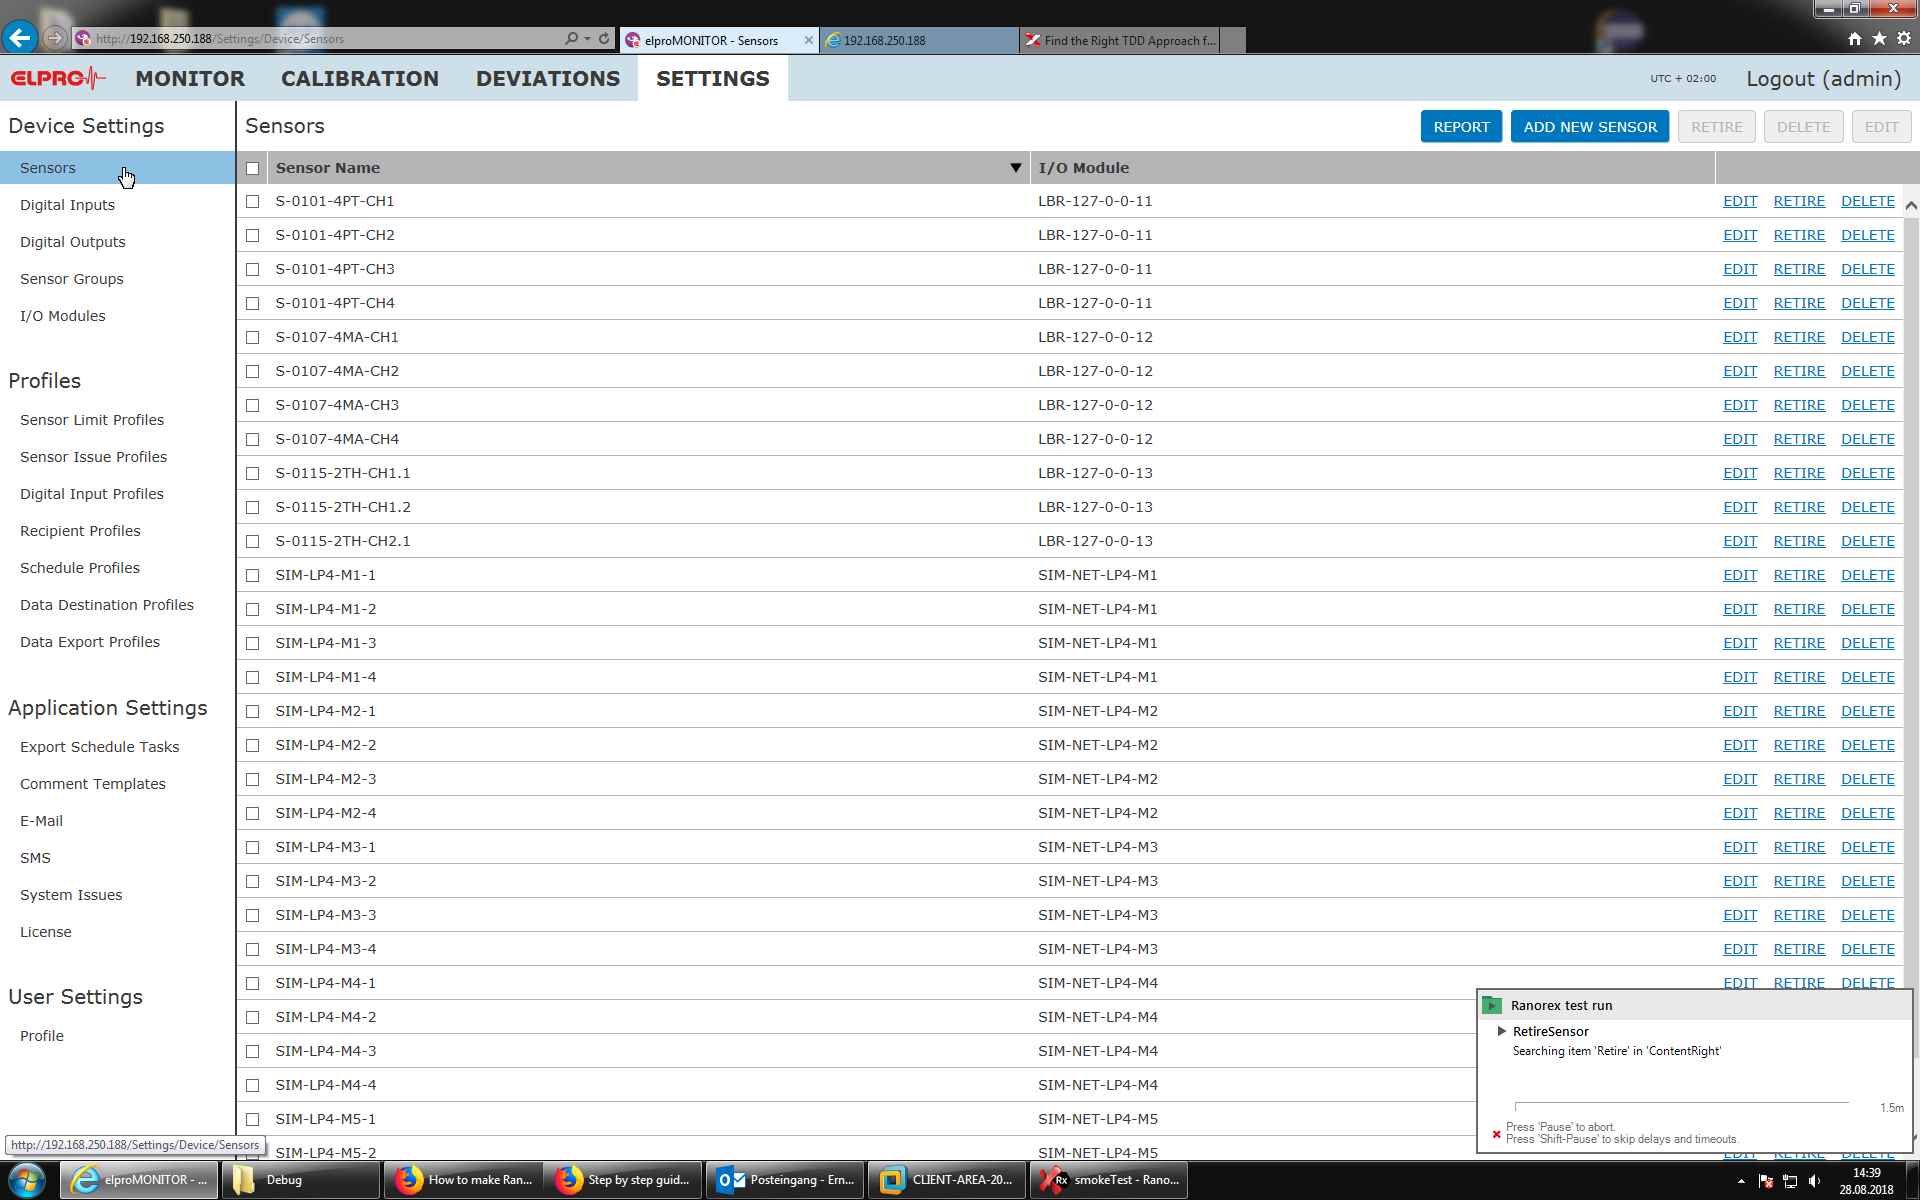 http://192.168.250.188/Settings/Device/Sensors
elproMONITOR - Sensors
192.168.250.188
Find the Right TDD Approach f...
ELPRO
MONITOR
CALIBRATION
DEVIATIONS
SETTINGS
UTC + 02:00
Logout (admin)
Device Settings
Sensors
Digital Inputs
Digital Outputs
Sensor Groups
I/O Modules
Profiles
Sensor Limit Profiles
Sensor Issue Profiles
Digital Input Profiles
Recipient Profiles
Schedule Profiles
Data Destination Profiles
Data Export Profiles
Application Settings
Export Schedule Tasks
Comment Templates
E-Mail
SMS
System Issues
License
User Settings
Profile
http://192.168.250.188/Settings/Device/Sensors
Sensors
REPORT
ADD NEW SENSOR
RETIRE
DELETE
EDIT
Sensor Name I/O Module
S-0101-4PT-CH1 LBR-127-0-0-11 EDIT RETIRE DELETE
S-0101-4PT-CH2 LBR-127-0-0-11 EDIT RETIRE DELETE
S-0101-4PT-CH3 LBR-127-0-0-11 EDIT RETIRE DELETE
S-0101-4PT-CH4 LBR-127-0-0-11 EDIT RETIRE DELETE
S-0107-4MA-CH1 LBR-127-0-0-12 EDIT RETIRE DELETE
S-0107-4MA-CH2 LBR-127-0-0-12 EDIT RETIRE DELETE
S-0107-4MA-CH3 LBR-127-0-0-12 EDIT RETIRE DELETE
S-0107-4MA-CH4 LBR-127-0-0-12 EDIT RETIRE DELETE
S-0115-2TH-CH1.1 LBR-127-0-0-13 EDIT RETIRE DELETE
S-0115-2TH-CH1.2 LBR-127-0-0-13 EDIT RETIRE DELETE
S-0115-2TH-CH2.1 LBR-127-0-0-13 EDIT RETIRE DELETE
SIM-LP4-M1-1 SIM-NET-LP4-M1 EDIT RETIRE DELETE
SIM-LP4-M1-2 SIM-NET-LP4-M1 EDIT RETIRE DELETE
SIM-LP4-M1-3 SIM-NET-LP4-M1 EDIT RETIRE DELETE
SIM-LP4-M1-4 SIM-NET-LP4-M1 EDIT RETIRE DELETE
SIM-LP4-M2-1 SIM-NET-LP4-M2 EDIT RETIRE DELETE
SIM-LP4-M2-2 SIM-NET-LP4-M2 EDIT RETIRE DELETE
SIM-LP4-M2-3 SIM-NET-LP4-M2 EDIT RETIRE DELETE
SIM-LP4-M2-4 SIM-NET-LP4-M2 EDIT RETIRE DELETE
SIM-LP4-M3-1 SIM-NET-LP4-M3 EDIT RETIRE DELETE
SIM-LP4-M3-2 SIM-NET-LP4-M3 EDIT RETIRE DELETE
SIM-LP4-M3-3 SIM-NET-LP4-M3 EDIT RETIRE DELETE
SIM-LP4-M3-4 SIM-NET-LP4-M3 EDIT RETIRE DELETE
SIM-LP4-M4-1 SIM-NET-LP4-M4 EDIT RETIRE DELETE
SIM-LP4-M4-2 SIM-NET-LP4-M4
SIM-LP4-M4-3 SIM-NET-LP4-M4
SIM-LP4-M4-4 SIM-NET-LP4-M4
SIM-LP4-M5-1 SIM-NET-LP4-M5
SIM-LP4-M5-2 SIM-NET-LP4-M5 EDIT RETIRE DELETE
Ranorex test run
RetireSensor
Searching item 'Retire' in 'ContentRight'
1.5m
Press 'Pause' to abort.
Press 'Shift-Pause' to skip delays and timeouts.
elproMONITOR - ...
Debug
How to make Ran...
Step by step guid...
Posteingang - Ern...
CLIENT-AREA-20...
Rx
smokeTest - Rano...
14:39
28.08.2018